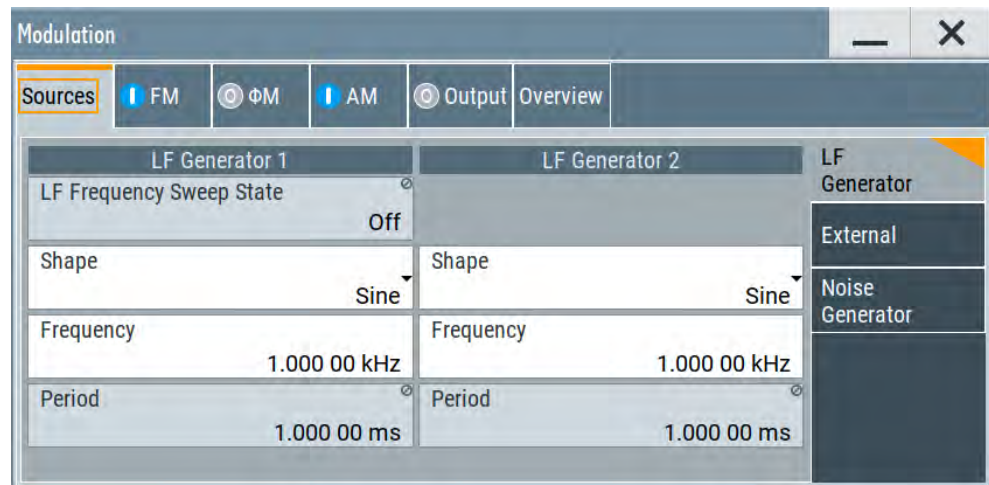 Modulation
Sources FM ΦM AM Output Overview
LF Generator 1
LF Frequency Sweep State
Off
Shape
Sine
Frequency
1.000 00 kHz
Period
1.000 00 ms
LF Generator 2
Shape
Sine
Frequency
1.000 00 kHz
Period
1.000 00 ms
LF
Generator
External
Noise
Generator